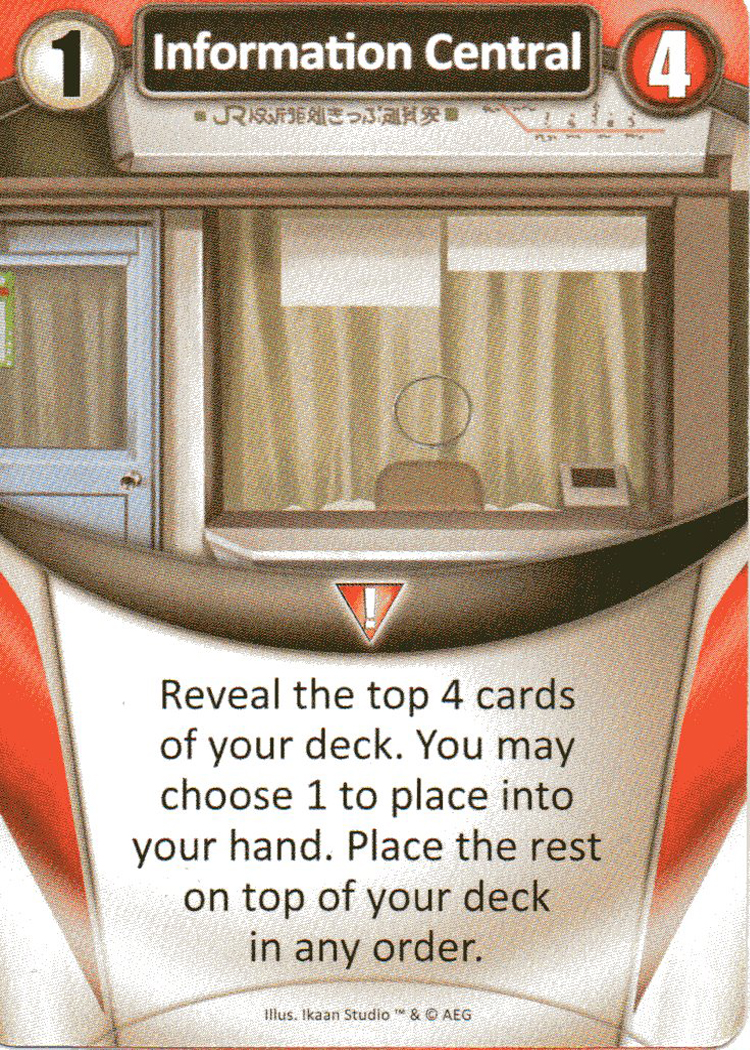 1
Information Central
4
!
Reveal the top 4 cards
of your deck. You may
choose 1 to place into
your hand. Place the rest
on top of your deck
in any order.
Illus. Ikaan Studio ™ & © AEG